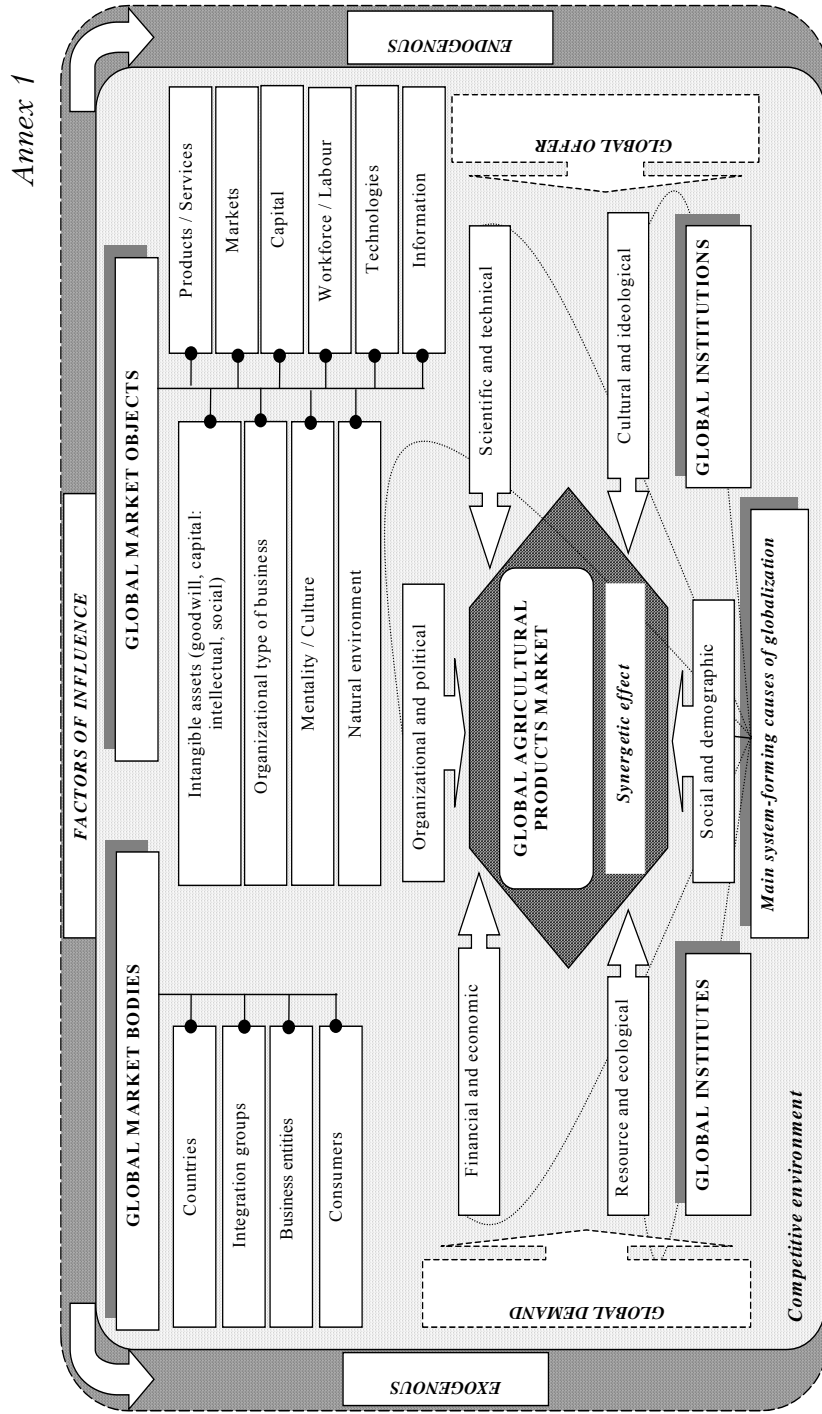 Annex 1
FACTORS OF INFLUENCE
EXOGENOUS
ENDOGENOUS
GLOBAL MARKET BODIES
Countries
Integration groups
Business entities
Consumers
GLOBAL MARKET OBJECTS
Intangible assets (goodwill, capital:
intellectual, social)
Organizational type of business
Mentality / Culture
Natural environment
Products / Services
Markets
Capital
Workforce / Labour
Technologies
Information
Organizational and political
Financial and economic
Scientific and technical
GLOBAL AGRICULTURAL
PRODUCTS MARKET
Synergetic effect
GLOBAL DEMAND
GLOBAL OFFER
Resource and ecological
Cultural and ideological
Social and demographic
GLOBAL INSTITUTES
GLOBAL INSTITUTIONS
Main system-forming causes of globalization
Competitive environment